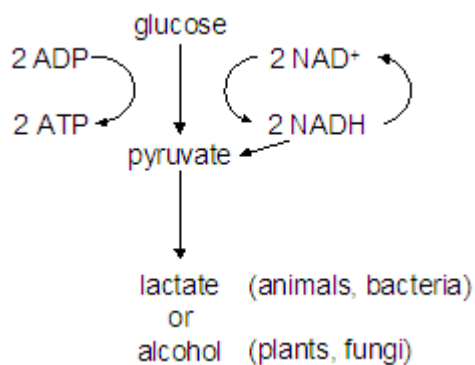 glucose
2 ADP
2 NAD⁺
2 ATP
2 NADH
pyruvate
lactate (animals, bacteria)
or
alcohol (plants, fungi)